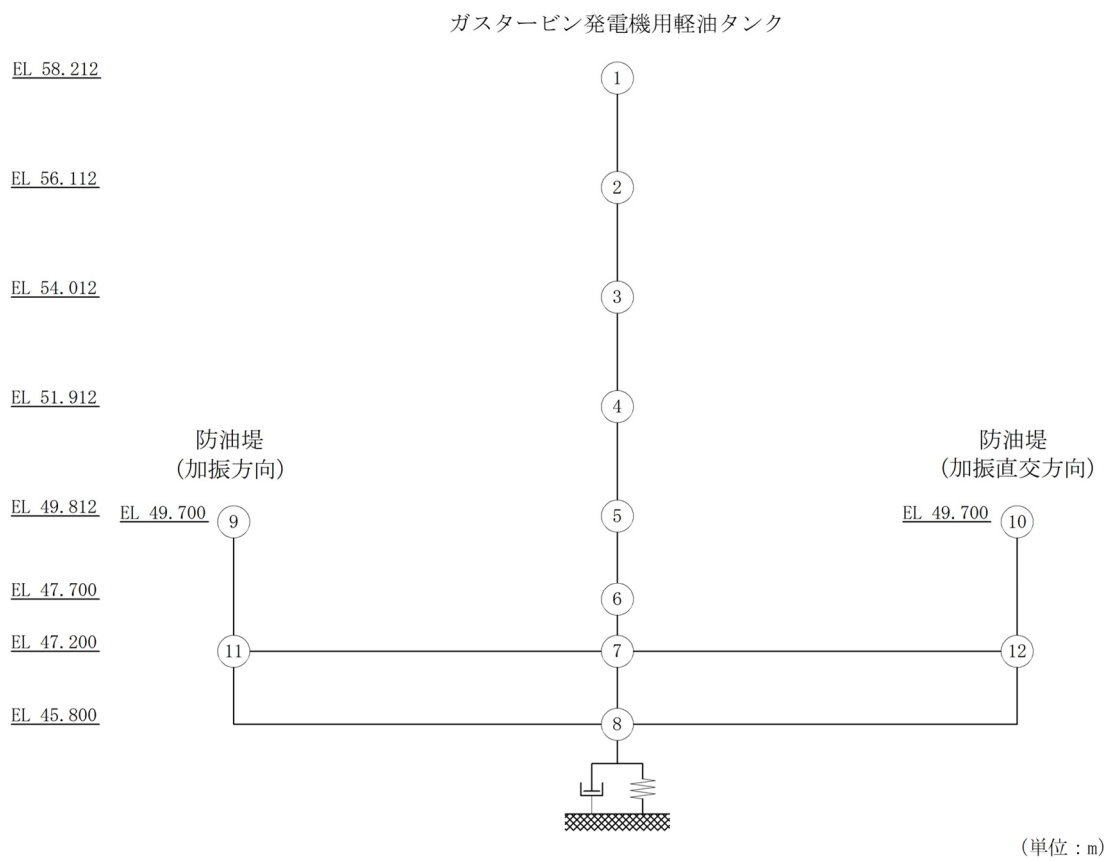 ガスタービン発電機用軽油タンク
EL 58.212
1
EL 56.112
2
EL 54.012
3
EL 51.912
4
防油堤
(加振方向)
防油堤
(加振直交方向)
EL 49.812
EL 49.700
9
5
EL 49.700
10
EL 47.700
6
EL 47.200
11
7
12
EL 45.800
8
(単位:m)